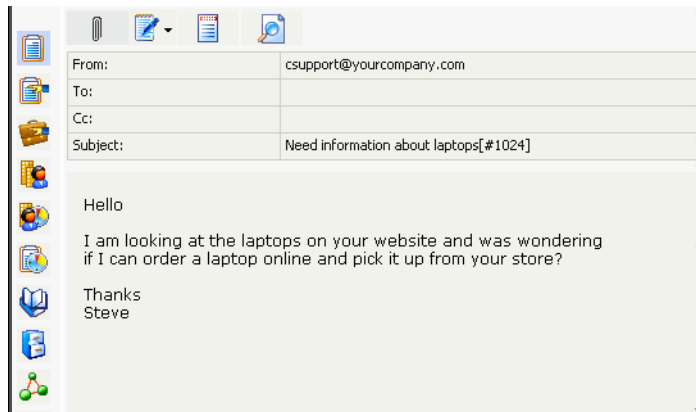 From: csupport@yourcompany.com
To:
Cc:
Subject: Need information about laptops[#1024]
Hello
I am looking at the laptops on your website and was wondering
if I can order a laptop online and pick it up from your store?
Thanks
Steve